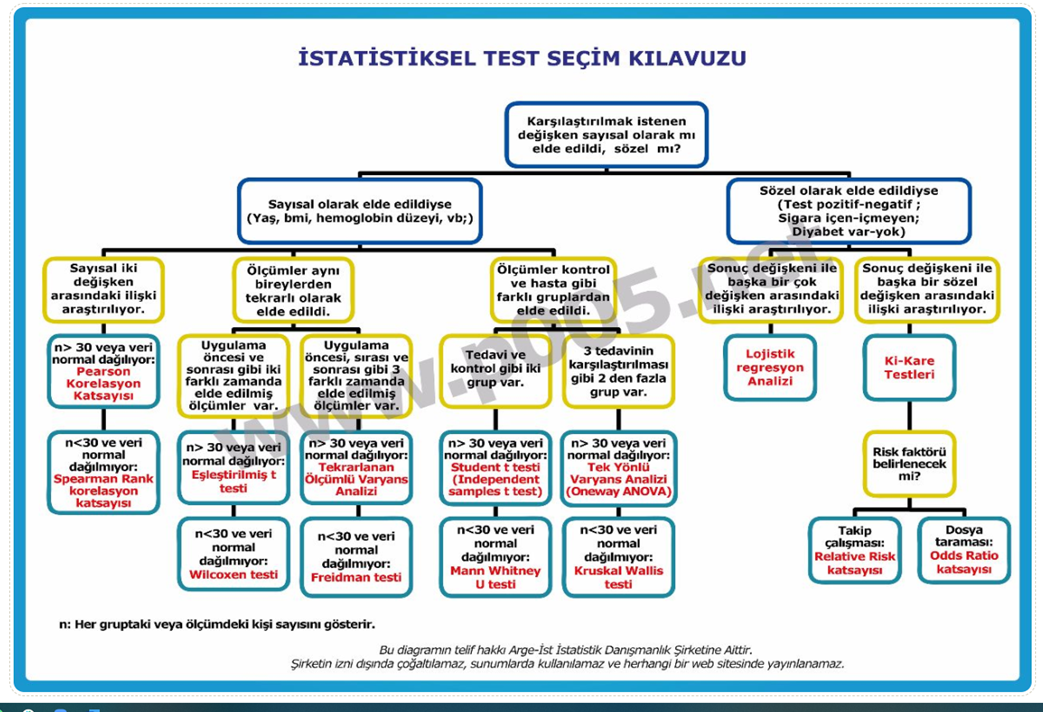 İSTATİSTİKSEL TEST SEÇİM KILAVUZU
Karşılaştırılmak istenen
değişken sayısal olarak mı
elde edildi, sözel mı?
Sayısal olarak elde edildiyse
(Yaş, bmi, hemoglobin düzeyi, vb;)
Sözel olarak elde edildiyse
(Test pozitif-negatif ;
Sigara içen-içmeyen;
Diyabet var-yok)
Sayısal iki
değişken
arasındaki ilişki
araştırılıyor.
Ölçümler aynı
bireylerden
tekrarlı olarak
elde edildi.
Ölçümler kontrol
ve hasta gibi
farklı gruplardan
elde edildi.
Sonuç değişkeni ile
başka bir çok
değişken arasındaki
ilişki araştırılıyor.
Sonuç değişkeni ile
başka bir sözel
değişken arasındaki
ilişki araştırılıyor.
n> 30 veya veri
normal dağılıyor:
Pearson
Korelasyon
Katsayısı
Uygulama
öncesi ve
sonrası gibi iki
farklı zamanda
elde edilmiş
ölçümler var.
Uygulama
öncesi, sırası ve
sonrası gibi 3
farklı zamanda
elde edilmiş
ölçümler var.
Tedavi ve
kontrol gibi iki
grup var.
3 tedavinin
karşılaştırılması
gibi 2 den fazla
grup var.
Lojistik
regresyon
Analizi
Ki-Kare
Testleri
n<30 ve veri
normal
dağılmıyor:
Spearman Rank
korelasyon
katsayısı
n> 30 veya veri
normal dağılıyor:
Eşleştirilmiş t
testi
n> 30 veya veri
normal dağılıyor:
Tekrarlanan
Ölçümlü Varyans
Analizi
n> 30 veya veri
normal dağılıyor:
Student t testi
(Independent
samples t test)
n> 30 veya veri
normal dağılıyor:
Tek Yönlü
Varyans Analizi
(Oneway ANOVA)
Risk faktörü
belirlenecek
mi?
n<30 ve veri
normal
dağılmıyor:
Wilcoxen testi
n<30 ve veri
normal
dağılmıyor:
Freidman testi
n<30 ve veri
normal
dağılmıyor:
Mann Whitney
U testi
n<30 ve veri
normal
dağılmıyor:
Kruskal Wallis
testi
Takip
çalışması:
Relative Risk
katsayısı
Dosya
taraması:
Odds Ratio
katsayısı
n: Her gruptaki veya ölçümdeki kişi sayısını gösterir.
Bu diagramın telif hakkı Arge-İst İstatistik Danışmanlık Şirketine Aittir.
Şirketin izni dışında çoğaltılamaz, sunumlarda kullanılamaz ve herhangi bir web sitesinde yayınlanamaz.
www.p005.net